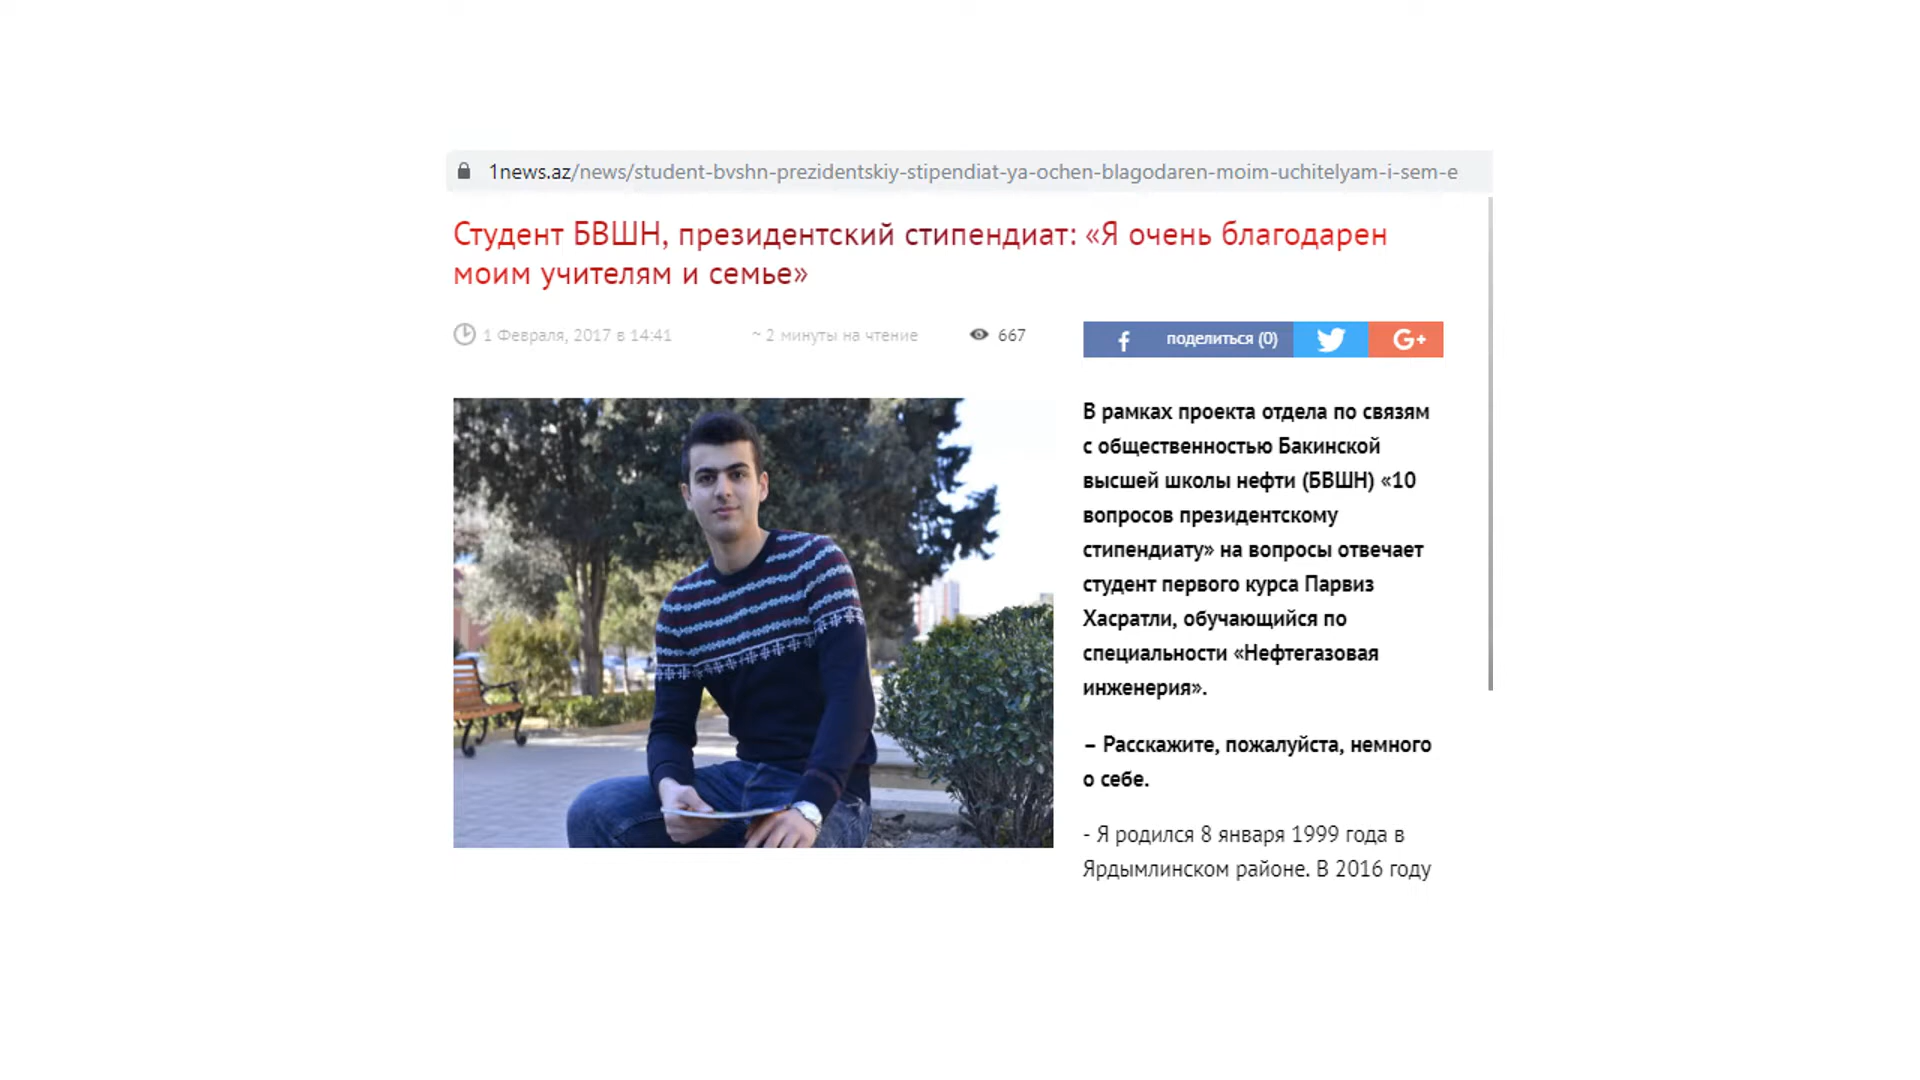 1news.az/news/student-bvshn-prezidentskiy-stipendiat-ya-ochen-blagodaren-moim-uchitelyam-i-sem-e
Студент БВШН, президентский стипендиат: «Я очень благодарен
моим учителям и семье»
1 Февраля, 2017 в 14:41
~ 2 минуты на чтение
667
f поделиться (0)
G+
В рамках проекта отдела по связям
с общественностью Бакинской
высшей школы нефти (БВШН) «10
вопросов президентскому
стипендиату» на вопросы отвечает
студент первого курса Парвиз
Хасратли, обучающийся по
специальности «Нефтегазовая
инженерия».
– Расскажите, пожалуйста, немного
о себе.
- Я родился 8 января 1999 года в
Ярдымлинском районе. В 2016 году